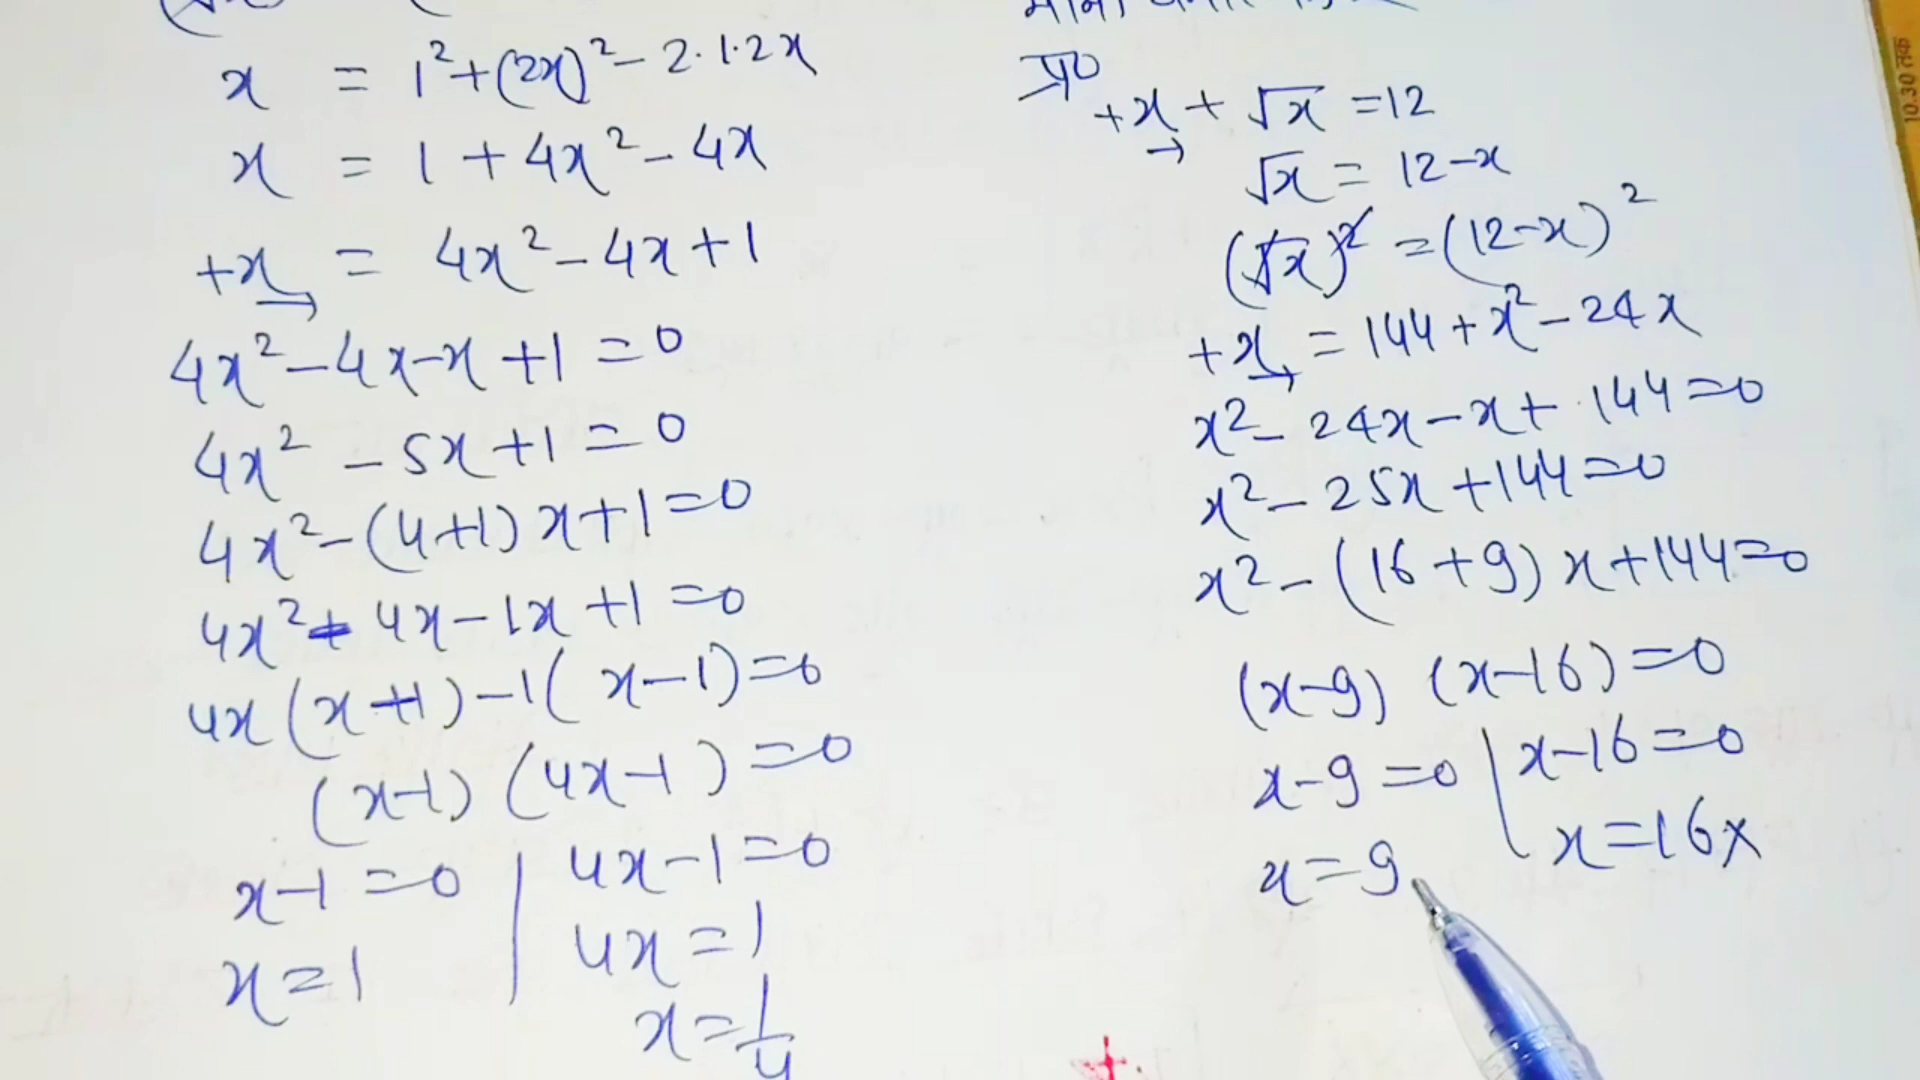 x = 1² + (2x)² - 2.1.2x
x = 1 + 4x² - 4x
+x = 4x² - 4x + 1
4x² - 4x - x + 1 = 0
4x² - 5x + 1 = 0
4x² - (4+1) x + 1 = 0
4x² - 4x - 1x + 1 = 0
4x (x - 1) - 1 ( x - 1) = 0
(x-1) (4x-1) = 0
x-1 = 0 | 4x-1 = 0
4x = 1
x = 1
x = 1/4
प्र०
+x + √x = 12
√x = 12-x
(√x)² = (12-x)²
+x = 144 + x² - 24x
x² - 24x - x + 144 = 0
x² - 25x + 144 = 0
x² - (16+9) x + 144 = 0
(x-9) (x-16) = 0
x-9 = 0 | x-16 = 0
x = 9 | x = 16 x
10.30 तक